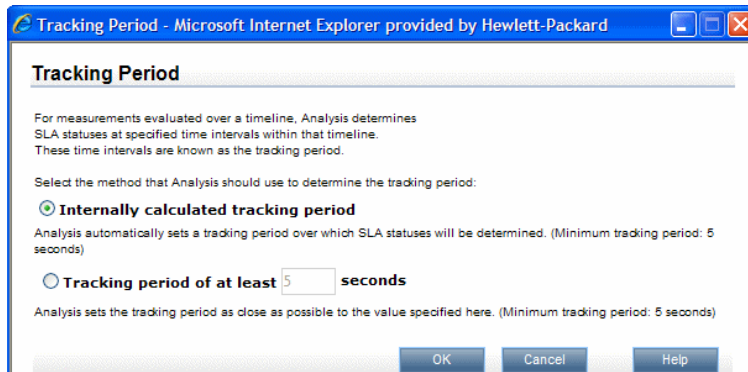 Tracking Period - Microsoft Internet Explorer provided by Hewlett-Packard
Tracking Period
For measurements evaluated over a timeline, Analysis determines
SLA statuses at specified time intervals within that timeline.
These time intervals are known as the tracking period.
Select the method that Analysis should use to determine the tracking period:
Internally calculated tracking period
Analysis automatically sets a tracking period over which SLA statuses will be determined. (Minimum tracking period: 5
seconds)
Tracking period of at least 5 seconds
Analysis sets the tracking period as close as possible to the value specified here. (Minimum tracking period: 5 seconds)
OK Cancel Help